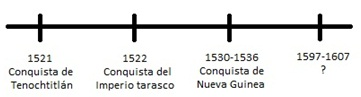 1521
Conquista de
Tenochtitlán
1522
Conquista del
Imperio tarasco
1530-1536
Conquista de
Nueva Guinea
1597-1607
?